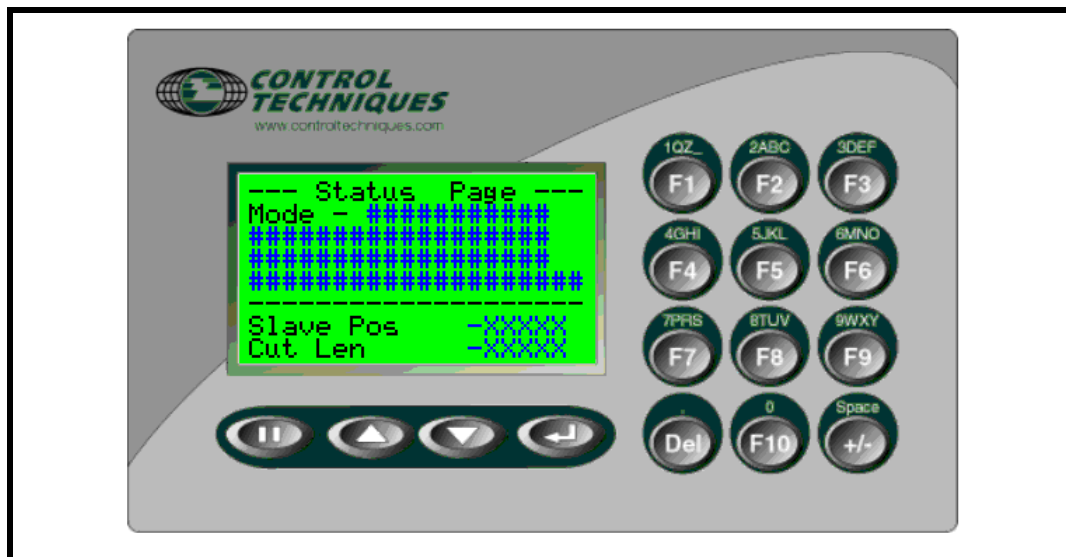 CONTROL
TECHNIQUES
www.controltechniques.com
--- Status  Page ---
Mode - ###########
##################
##################
####################
--------------------
Slave Pos    -XXXXX
Cut Len      -XXXXX
1QZ_ 2ABC 3DEF
F1 F2 F3
4GHI 5JKL 6MNO
F4 F5 F6
7PRS 8TUV 9WXY
F7 F8 F9
. 0 Space
Del F10 +/-